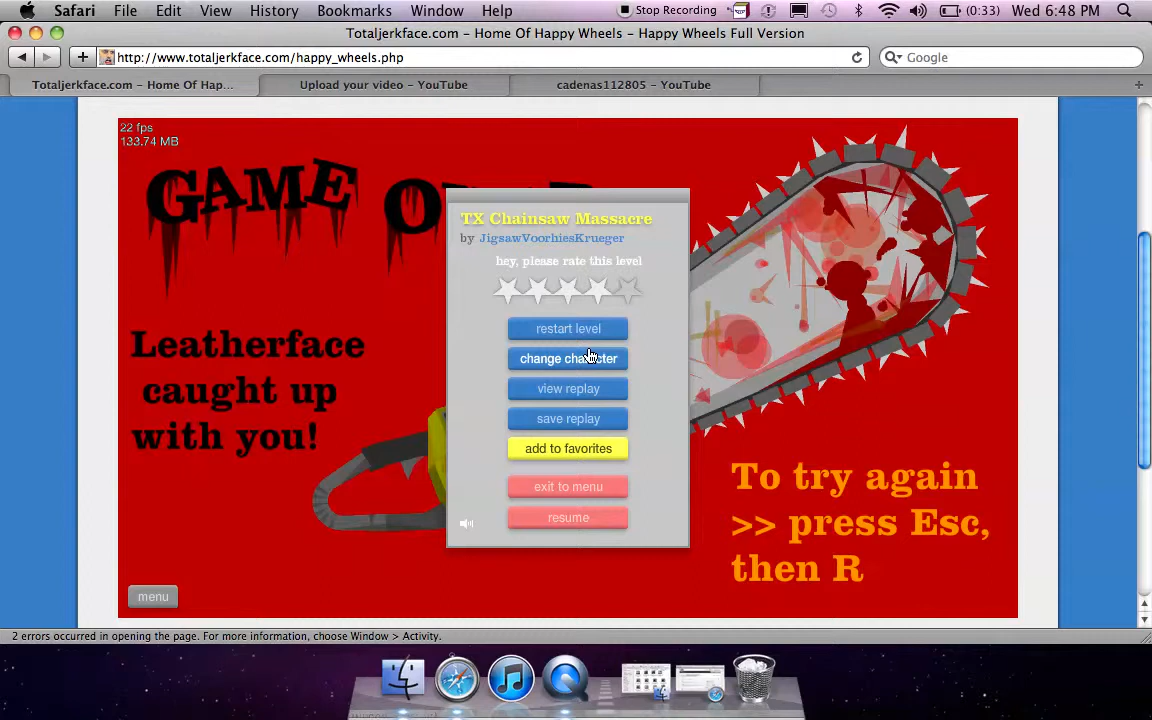 Safari File Edit View History Bookmarks Window Help Stop Recording (0:33) Wed 6:48 PM
Totaljerkface.com - Home Of Happy Wheels - Happy Wheels Full Version
http://www.totaljerkface.com/happy_wheels.php
Google
Totaljerkface.com – Home Of Hap...
Upload your video – YouTube
cadenas112805 – YouTube
22 fps
133.74 MB
GAME
TX Chainsaw Massacre
by JigsawVoorhiesKrueger
hey, please rate this level
restart level
change character
view replay
save replay
add to favorites
exit to menu
resume
Leatherface
caught up
with you!
To try again
>> press Esc,
then R
menu
2 errors occurred in opening the page. For more information, choose Window > Activity.